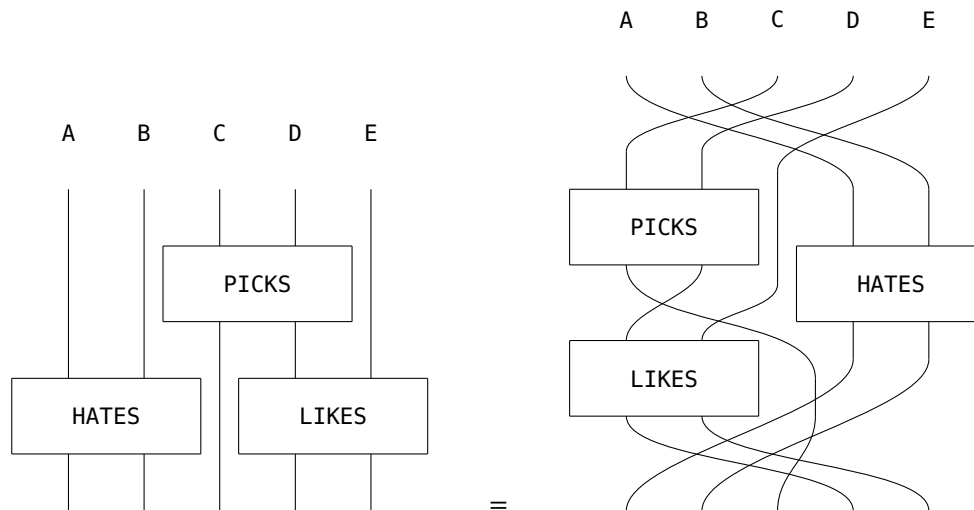 A B C D E
PICKS
HATES LIKES
=
A B C D E
PICKS
HATES
LIKES